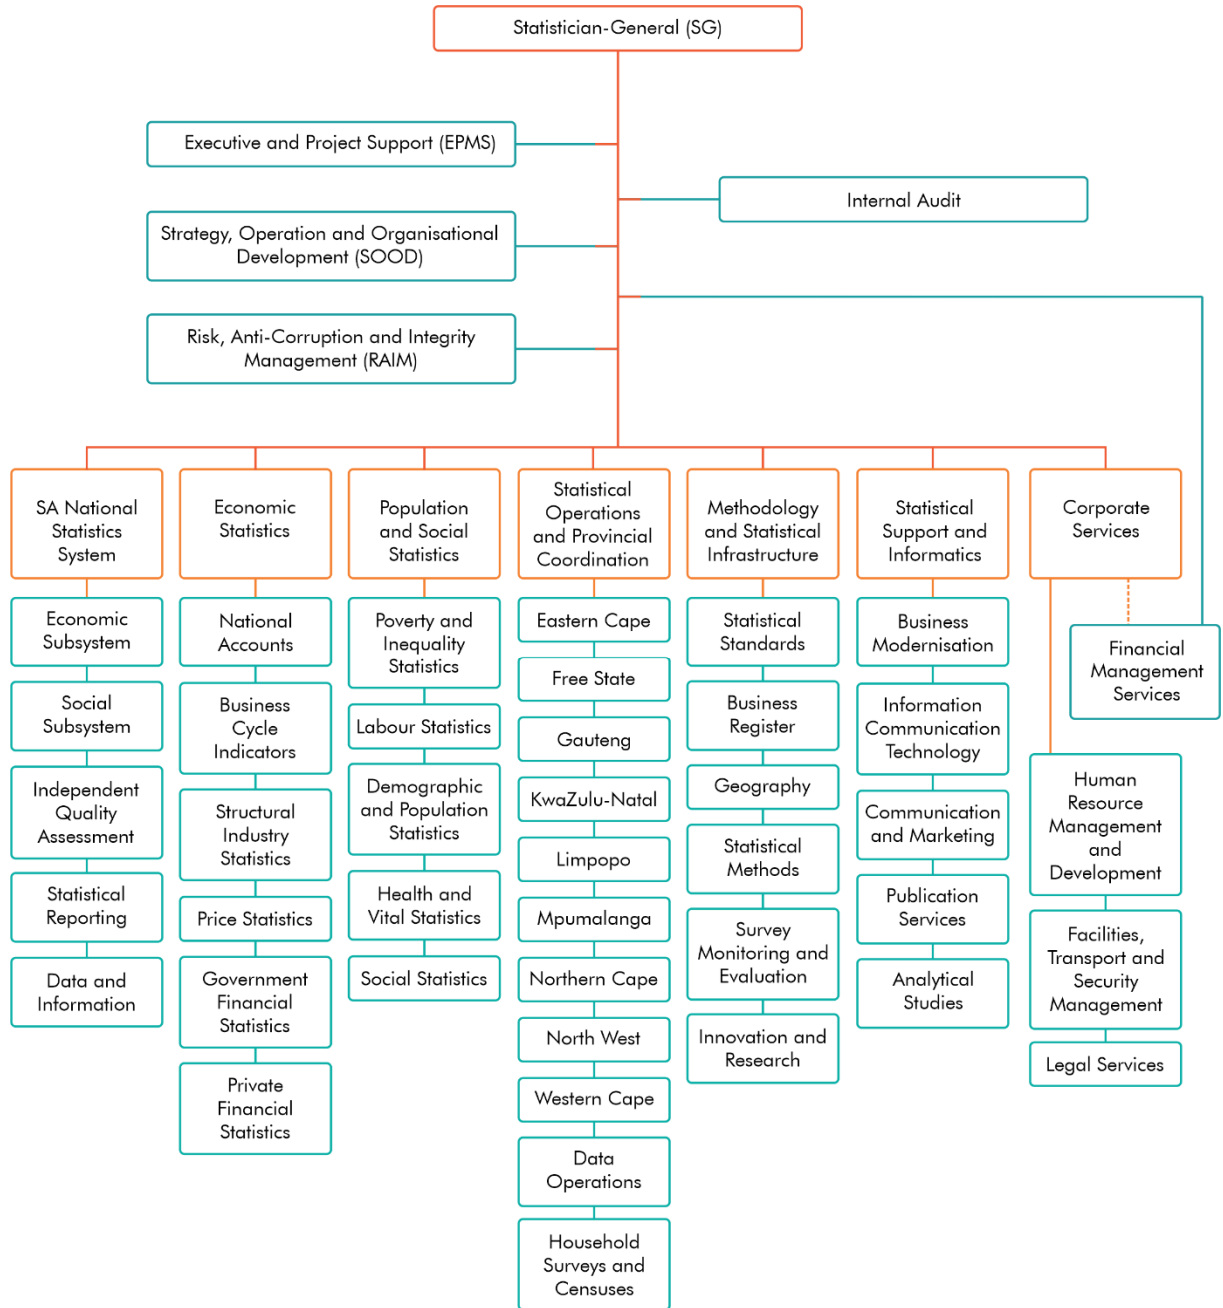 Statistician-General (SG)
Executive and Project Support (EPMS)
Internal Audit
Strategy, Operation and Organisational
Development (SOOD)
Risk, Anti-Corruption and Integrity
Management (RAIM)
SA National
Statistics
System
Economic
Subsystem
Social
Subsystem
Independent
Quality
Assessment
Statistical
Reporting
Data and
Information
Economic
Statistics
National
Accounts
Business
Cycle
Indicators
Structural
Industry
Statistics
Price Statistics
Government
Financial
Statistics
Private
Financial
Statistics
Population
and Social
Statistics
Poverty and
Inequality
Statistics
Labour Statistics
Demographic
and Population
Statistics
Health and
Vital Statistics
Social Statistics
Statistical
Operations
and Provincial
Coordination
Eastern Cape
Free State
Gauteng
KwaZulu-Natal
Limpopo
Mpumalanga
Northern Cape
North West
Western Cape
Data
Operations
Household
Surveys and
Censuses
Methodology
and Statistical
Infrastructure
Statistical
Standards
Business
Register
Geography
Statistical
Methods
Survey
Monitoring and
Evaluation
Innovation and
Research
Statistical
Support and
Informatics
Business
Modernisation
Information
Communication
Technology
Communication
and Marketing
Publication
Services
Analytical
Studies
Corporate
Services
Financial
Management
Services
Human
Resource
Management
and
Development
Facilities,
Transport and
Security
Management
Legal Services